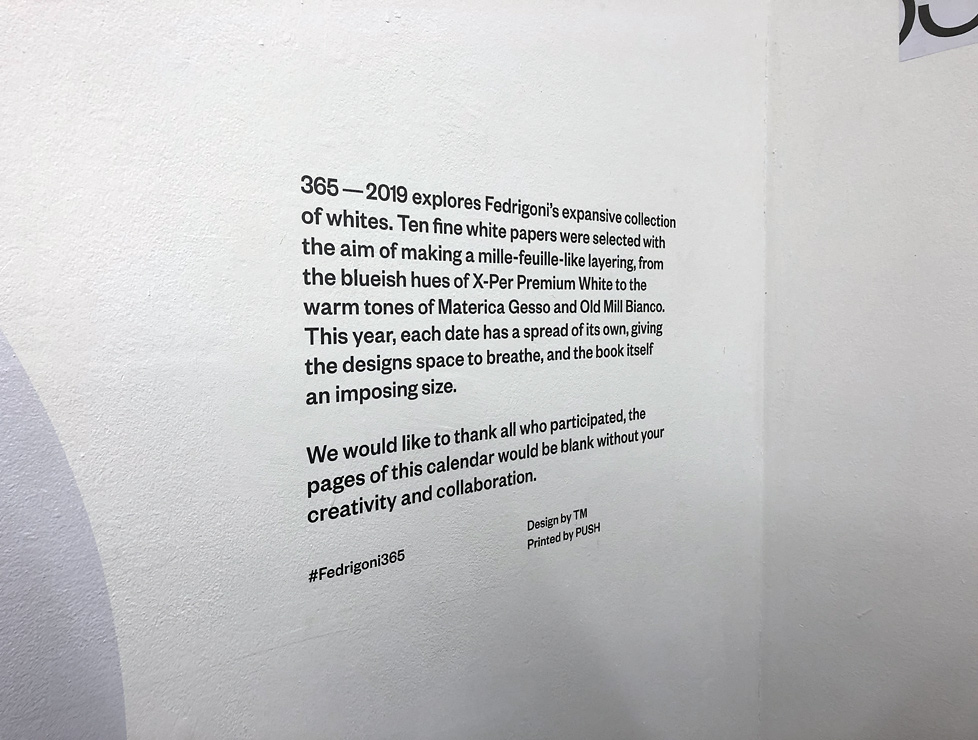 365 — 2019 explores Fedrigoni’s expansive collection
of whites. Ten fine white papers were selected with
the aim of making a mille-feuille-like layering, from
the blueish hues of X-Per Premium White to the
warm tones of Materica Gesso and Old Mill Bianco.
This year, each date has a spread of its own, giving
the designs space to breathe, and the book itself
an imposing size.
We would like to thank all who participated, the
pages of this calendar would be blank without your
creativity and collaboration.
Design by TM
Printed by PUSH
#Fedrigoni365